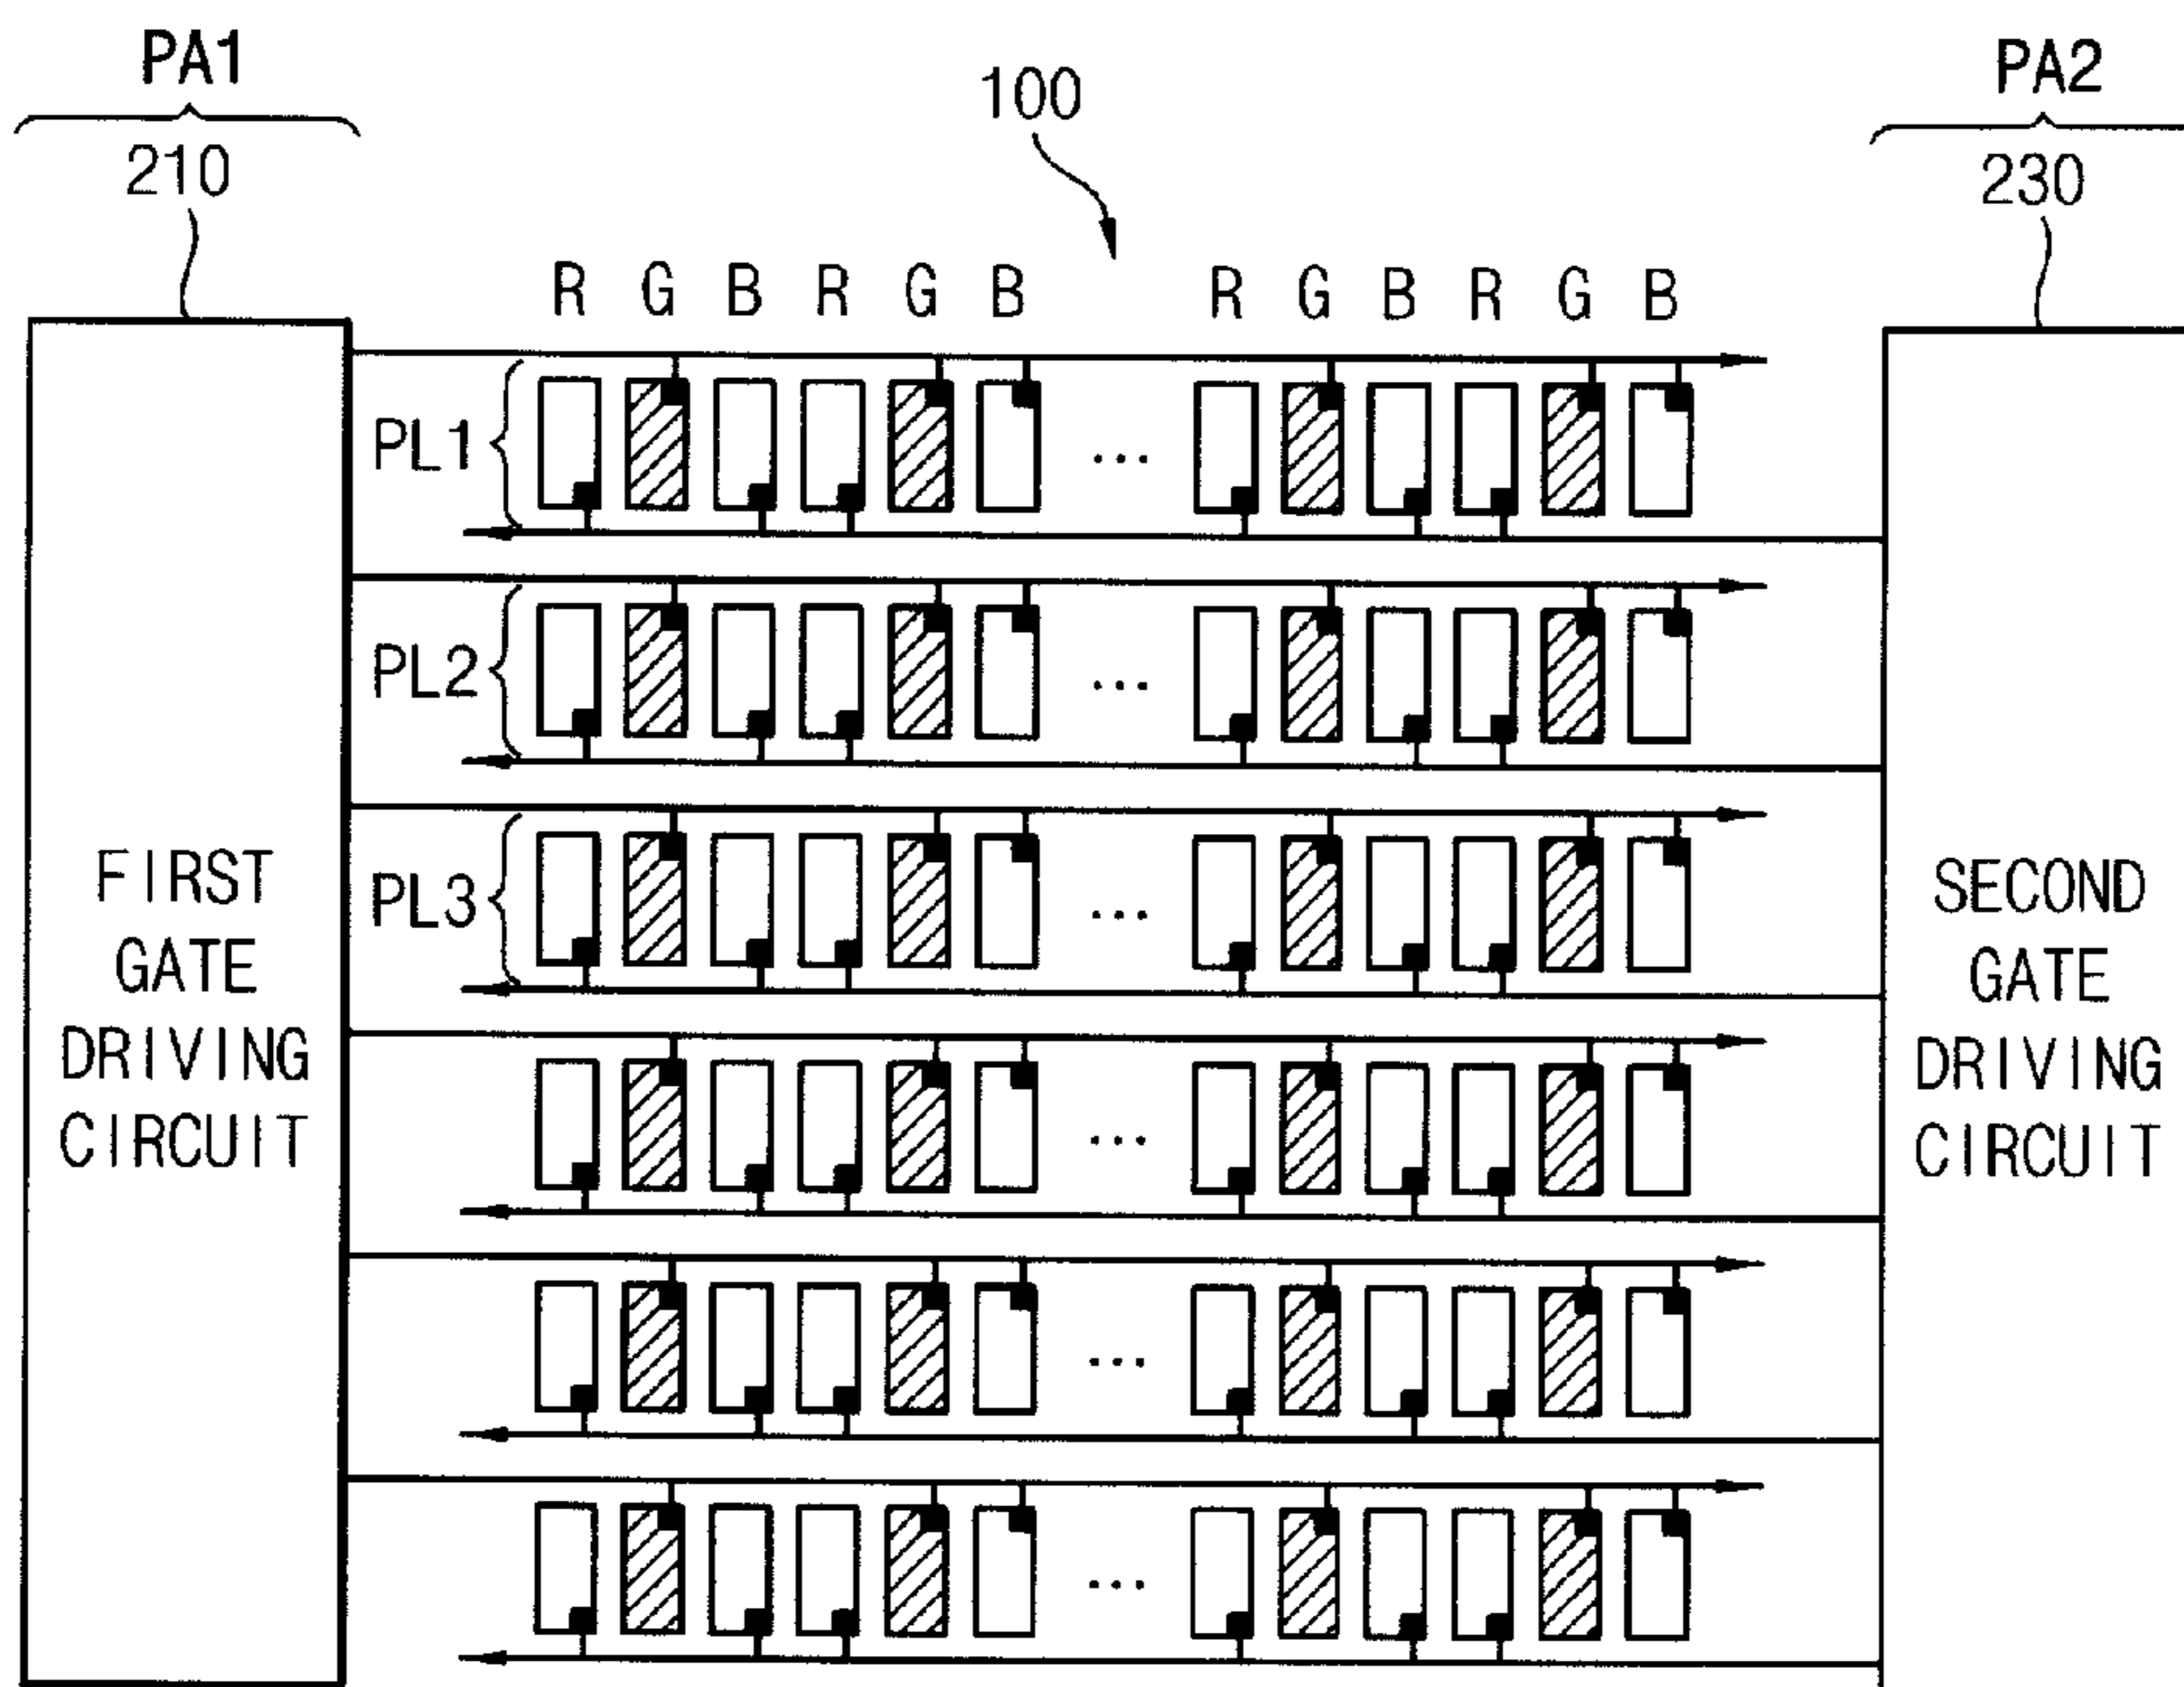 PA1
PA2
210
100
230
R G B R G B R G B R G B
PL1
...
PL2
...
PL3
...
FIRST
GATE
DRIVING
CIRCUIT
SECOND
GATE
DRIVING
CIRCUIT
...
...
...